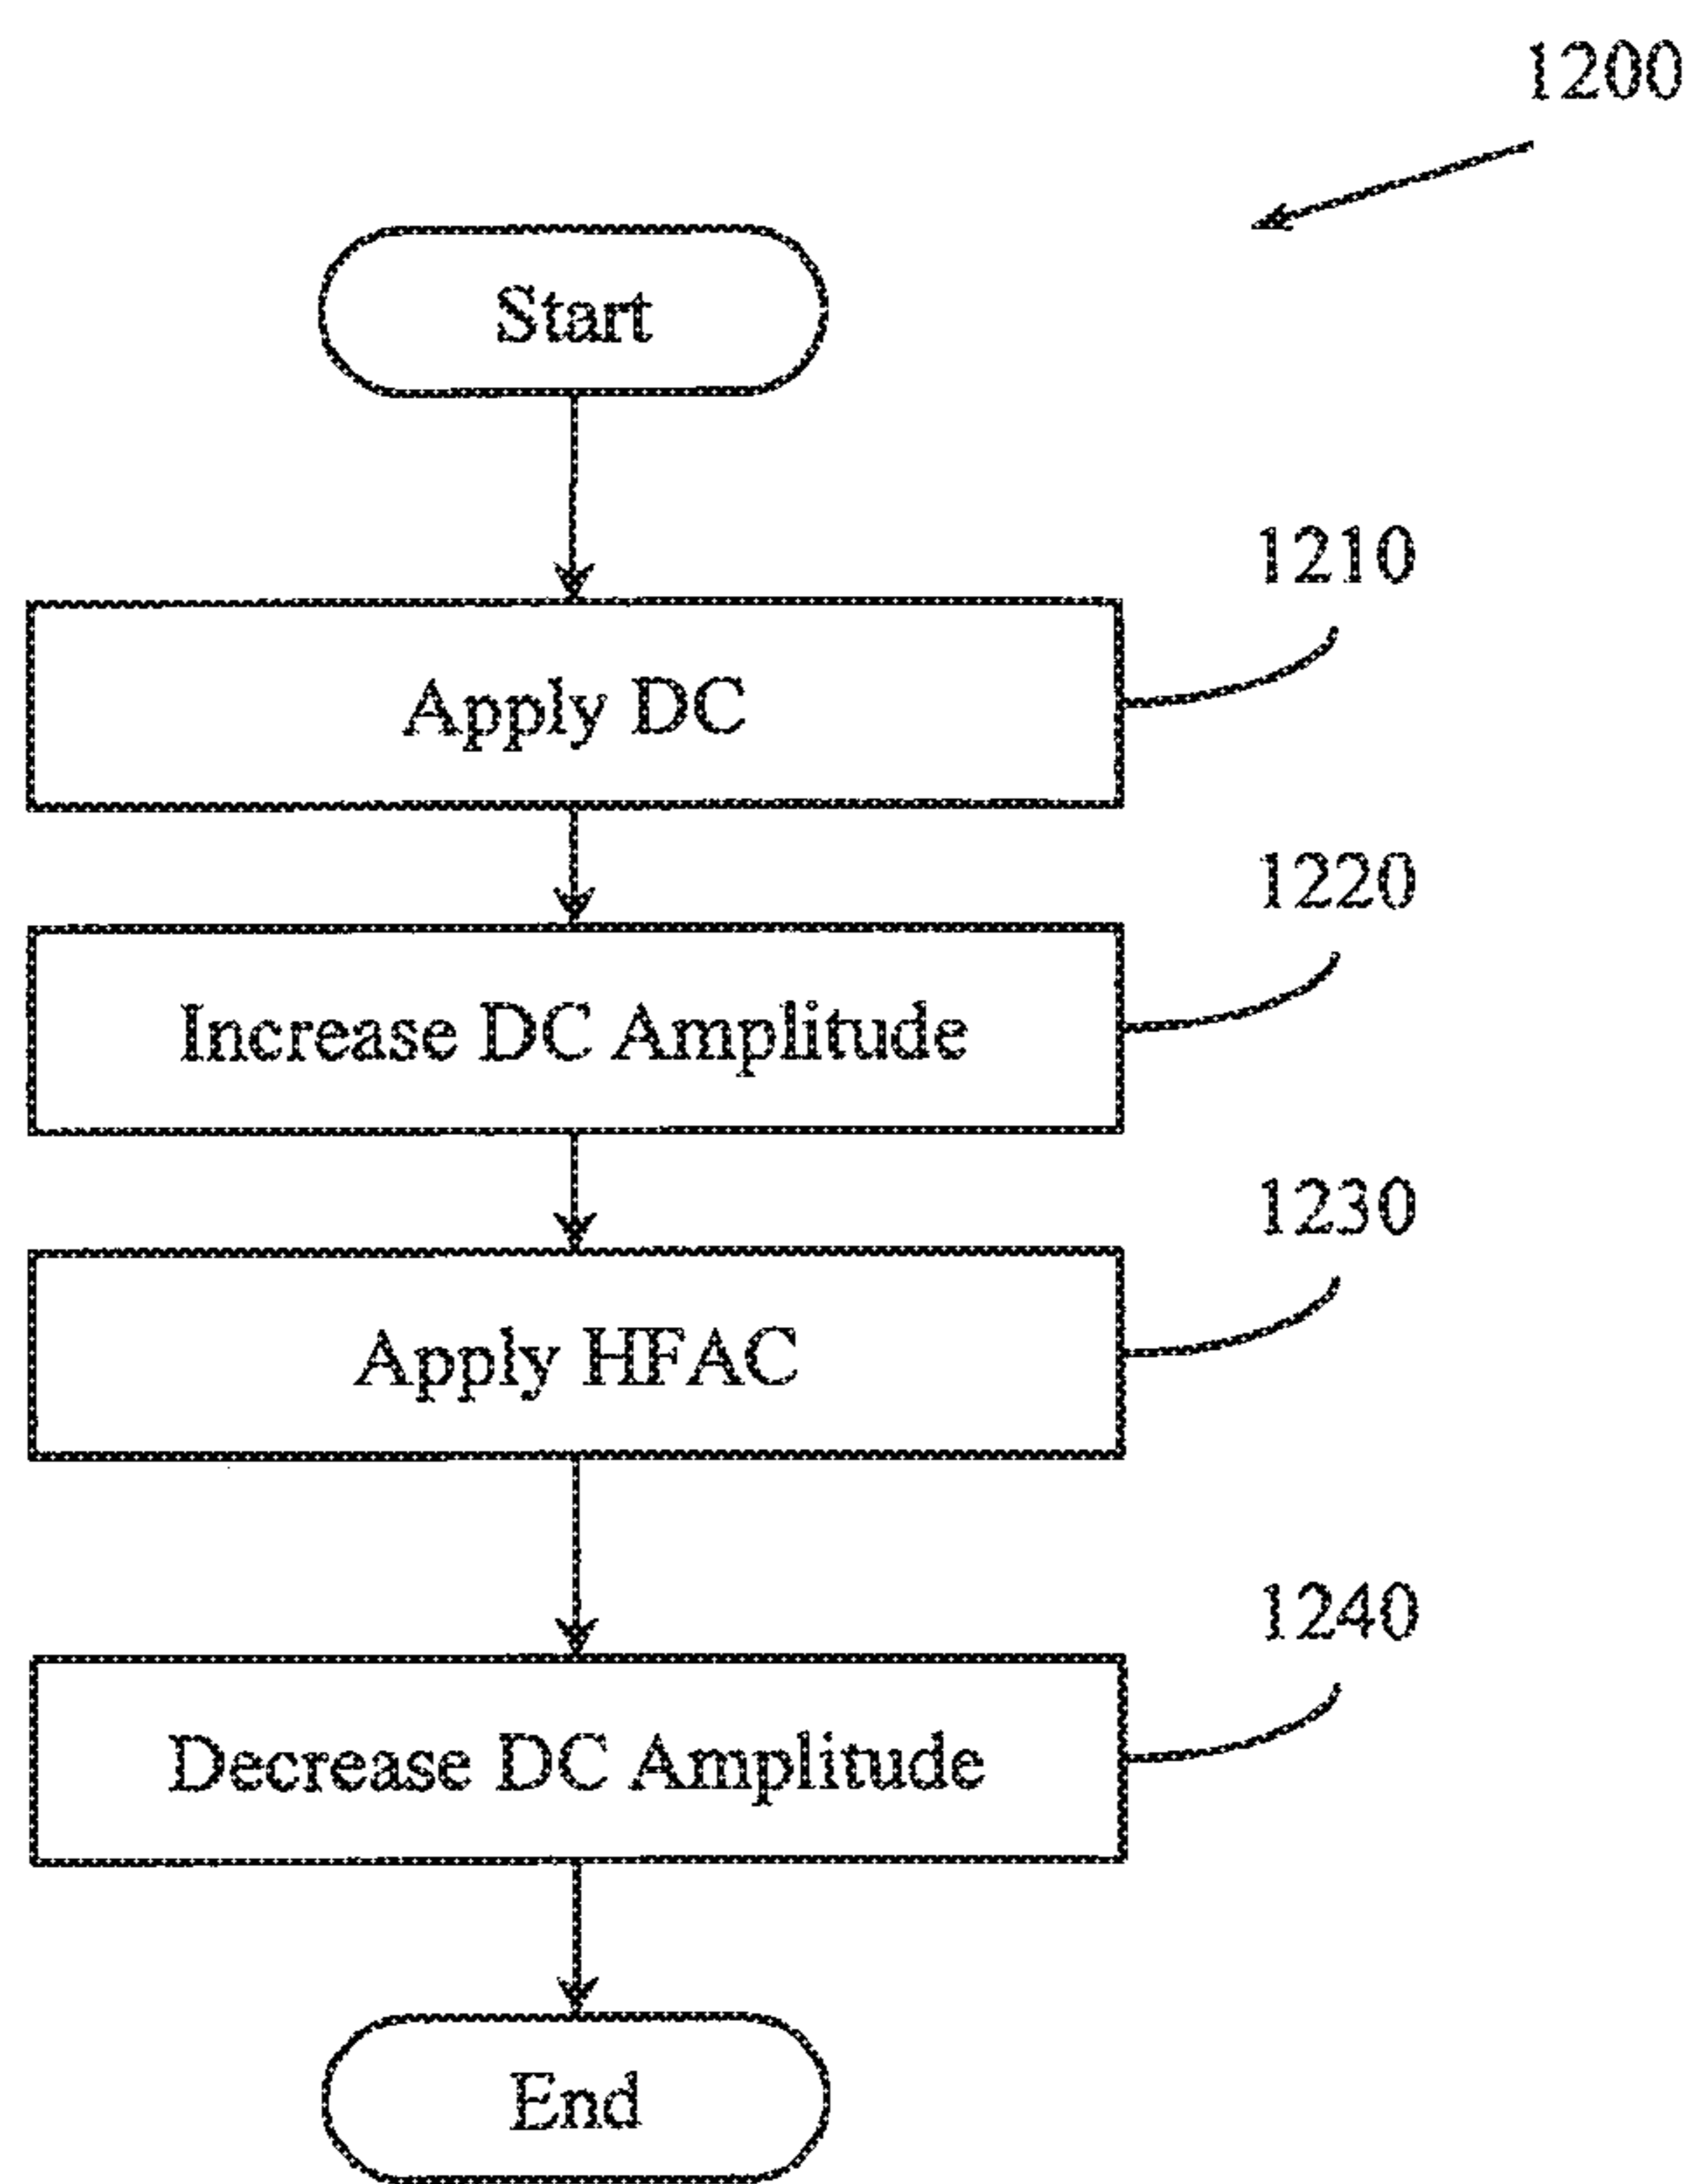 1200
Start
1210
Apply DC
1220
Increase DC Amplitude
1230
Apply HFAC
1240
Decrease DC Amplitude
End